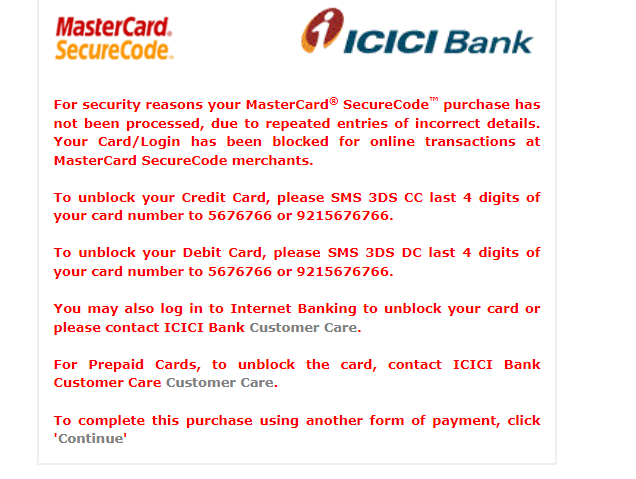 MasterCard.
SecureCode™
ICICI Bank
For security reasons your MasterCard® SecureCode™ purchase has
not been processed, due to repeated entries of incorrect details.
Your Card/Login has been blocked for online transactions at
MasterCard SecureCode merchants.
To unblock your Credit Card, please SMS 3DS CC last 4 digits of
your card number to 5676766 or 9215676766.
To unblock your Debit Card, please SMS 3DS DC last 4 digits of
your card number to 5676766 or 9215676766.
You may also log in to Internet Banking to unblock your card or
please contact ICICI Bank Customer Care.
For Prepaid Cards, to unblock the card, contact ICICI Bank
Customer Care Customer Care.
To complete this purchase using another form of payment, click
'Continue'